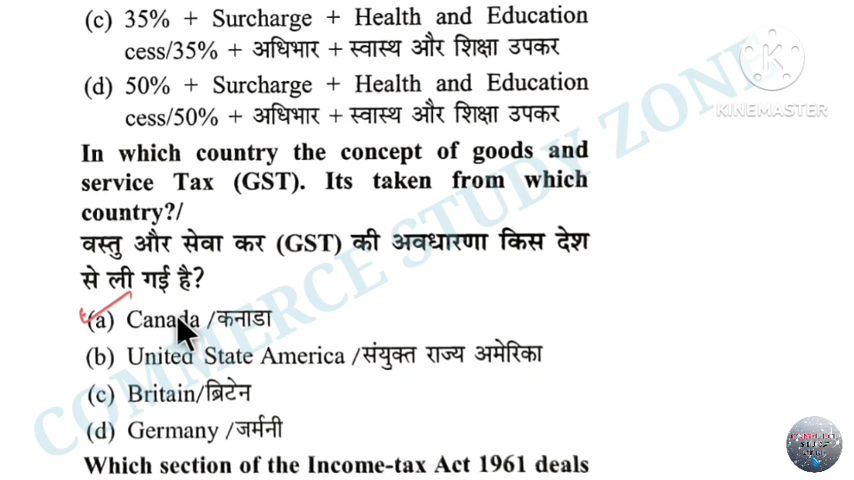 (c) 35% + Surcharge + Health and Education
cess/35% + अधिभार + स्वास्थ और शिक्षा उपकर
(d) 50% + Surcharge + Health and Education
cess/50% + अधिभार + स्वास्थ और शिक्षा उपकर
In which country the concept of goods and
service Tax (GST). Its taken from which
country?/
वस्तु और सेवा कर (GST) की अवधारणा किस देश
से ली गई है?
(a) Canada /कनाडा
(b) United State America /संयुक्त राज्य अमेरिका
(c) Britain/ब्रिटेन
(d) Germany /जर्मनी
Which section of the Income-tax Act 1961 deals
COMMERCE STUDY ZONE
K
KINEMASTER